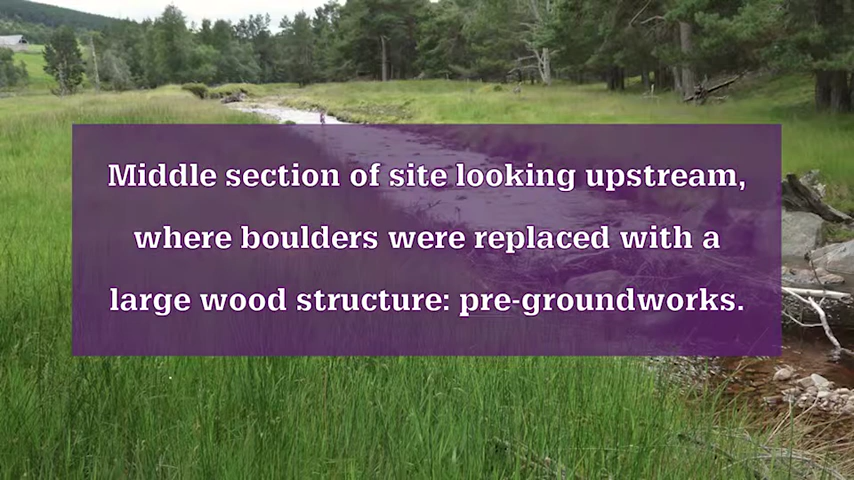 Middle section of site looking upstream,
where boulders were replaced with a
large wood structure: pre-groundworks.